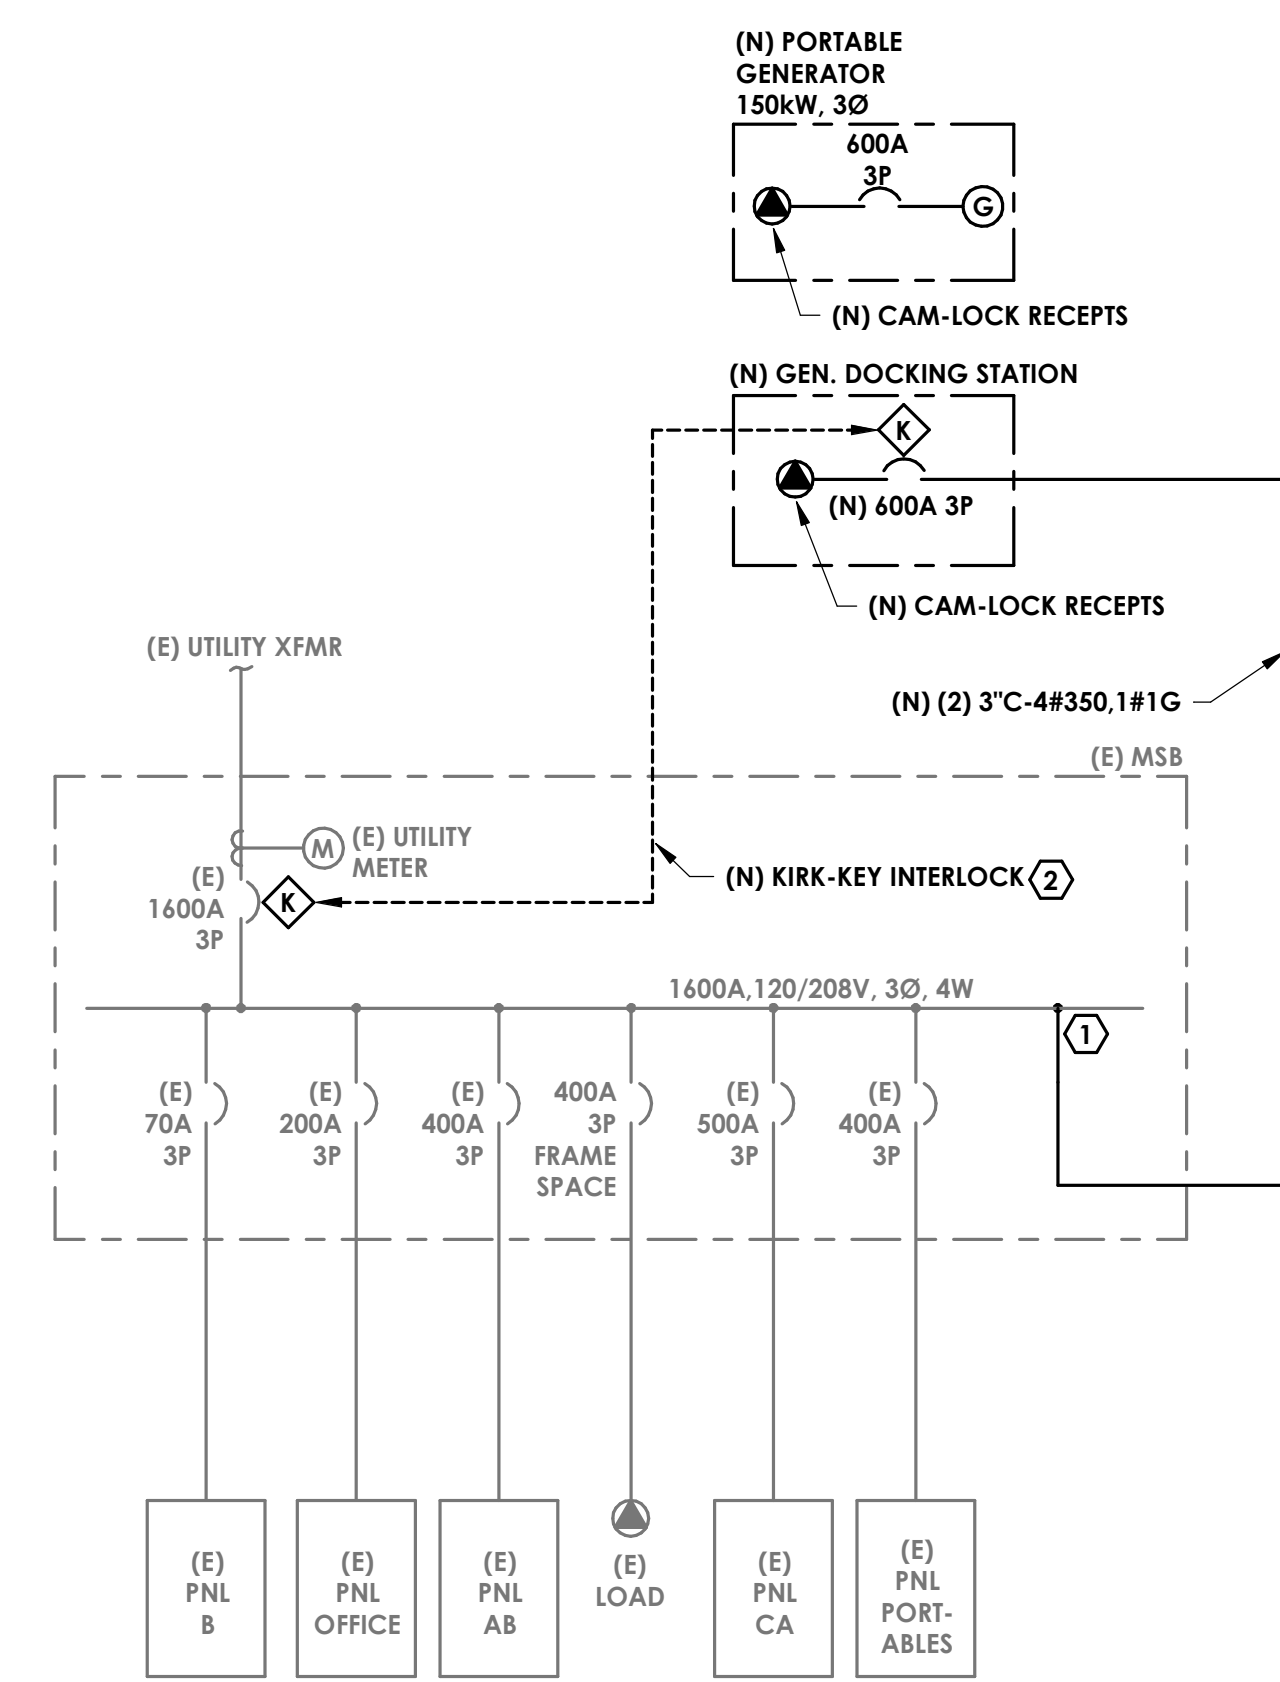 (N) PORTABLE
GENERATOR
150kW, 3Ø
600A
3P
G
(N) CAM-LOCK RECEPTS
(N) GEN. DOCKING STATION
K
(N) 600A 3P
(N) CAM-LOCK RECEPTS
(E) UTILITY XFMR
(N) (2) 3"C-4#350,1#1G
(E) MSB
M
(E) UTILITY
METER
(E)
1600A
3P
K
(N) KIRK-KEY INTERLOCK
2
1600A,120/208V, 3Ø, 4W
1
(E)
70A
3P
(E)
200A
3P
(E)
400A
3P
400A
3P
FRAME
SPACE
(E)
500A
3P
(E)
400A
3P
(E)
PNL
B
(E)
PNL
OFFICE
(E)
PNL
AB
(E)
LOAD
(E)
PNL
CA
(E)
PNL
PORT-
ABLES